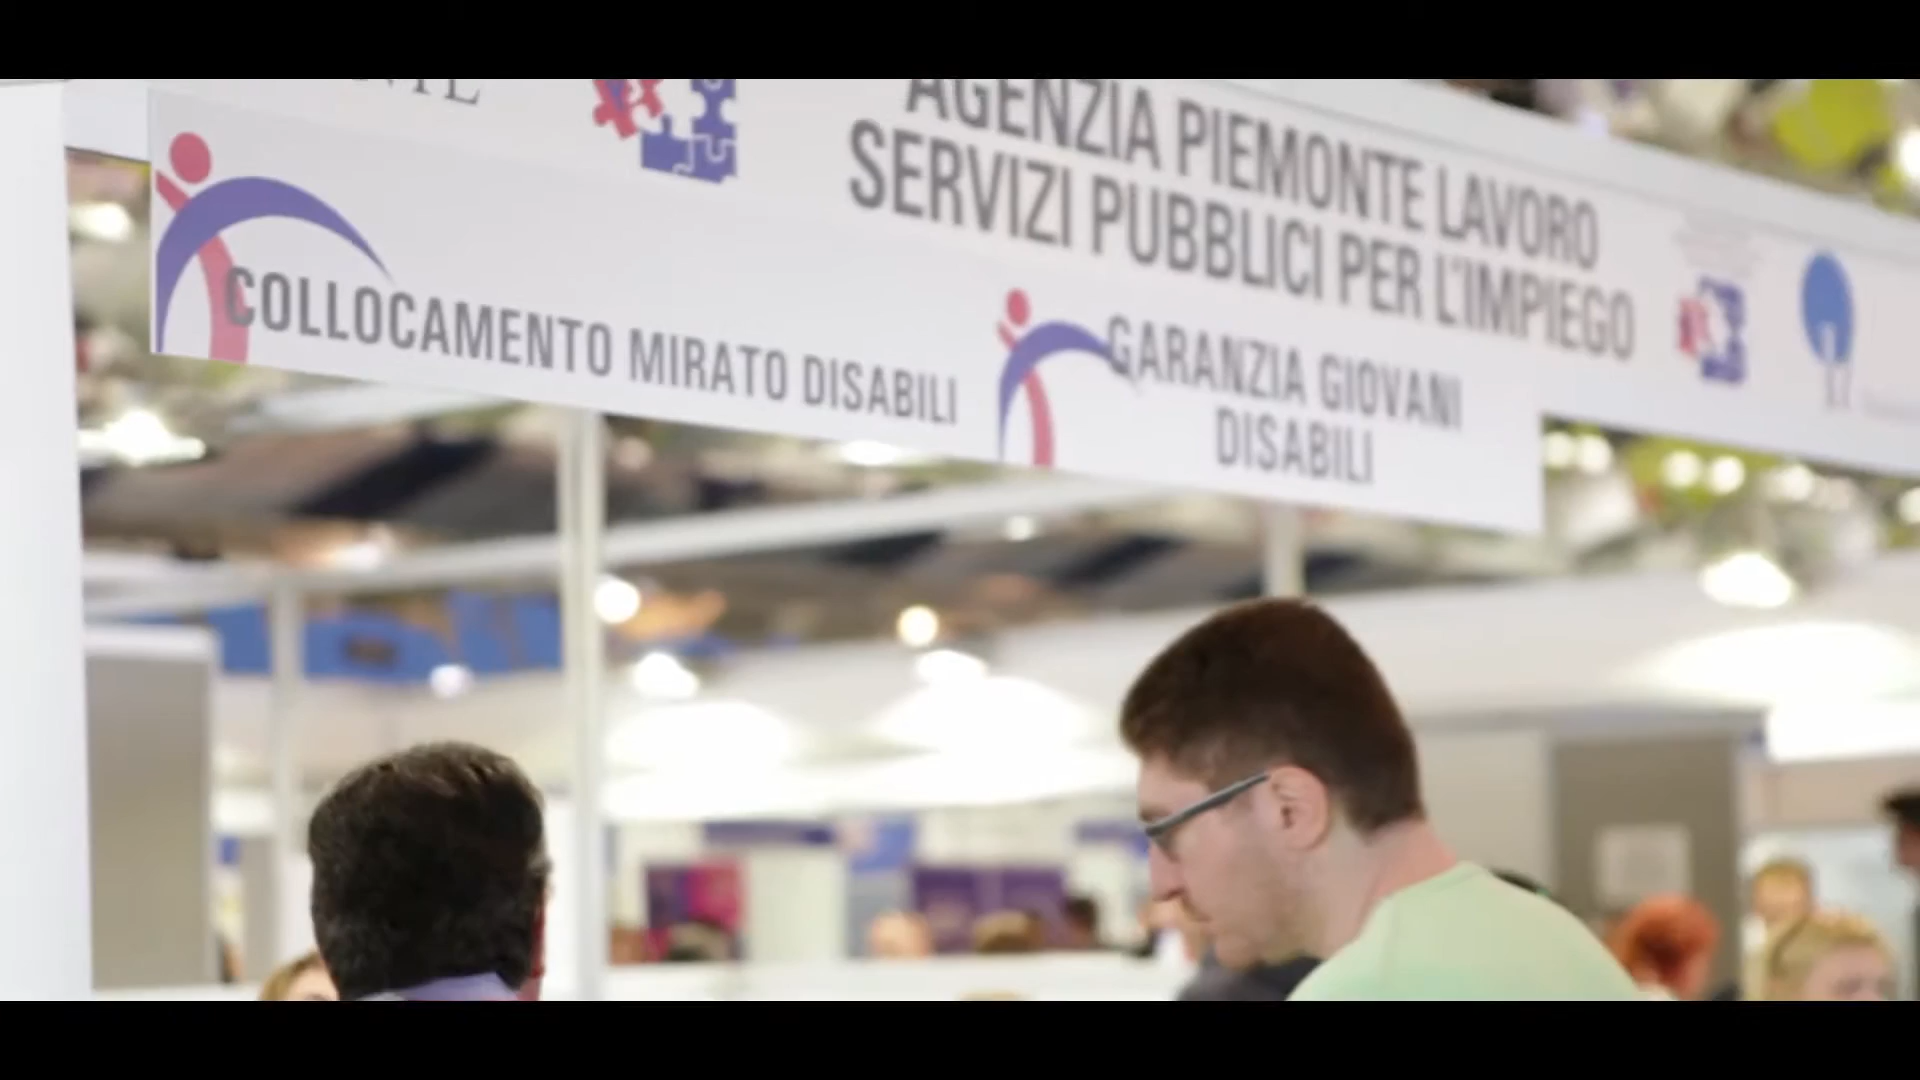 AGENZIA PIEMONTE LAVORO
SERVIZI PUBBLICI PER L'IMPIEGO
COLLOCAMENTO MIRATO DISABILI
GARANZIA GIOVANI
DISABILI